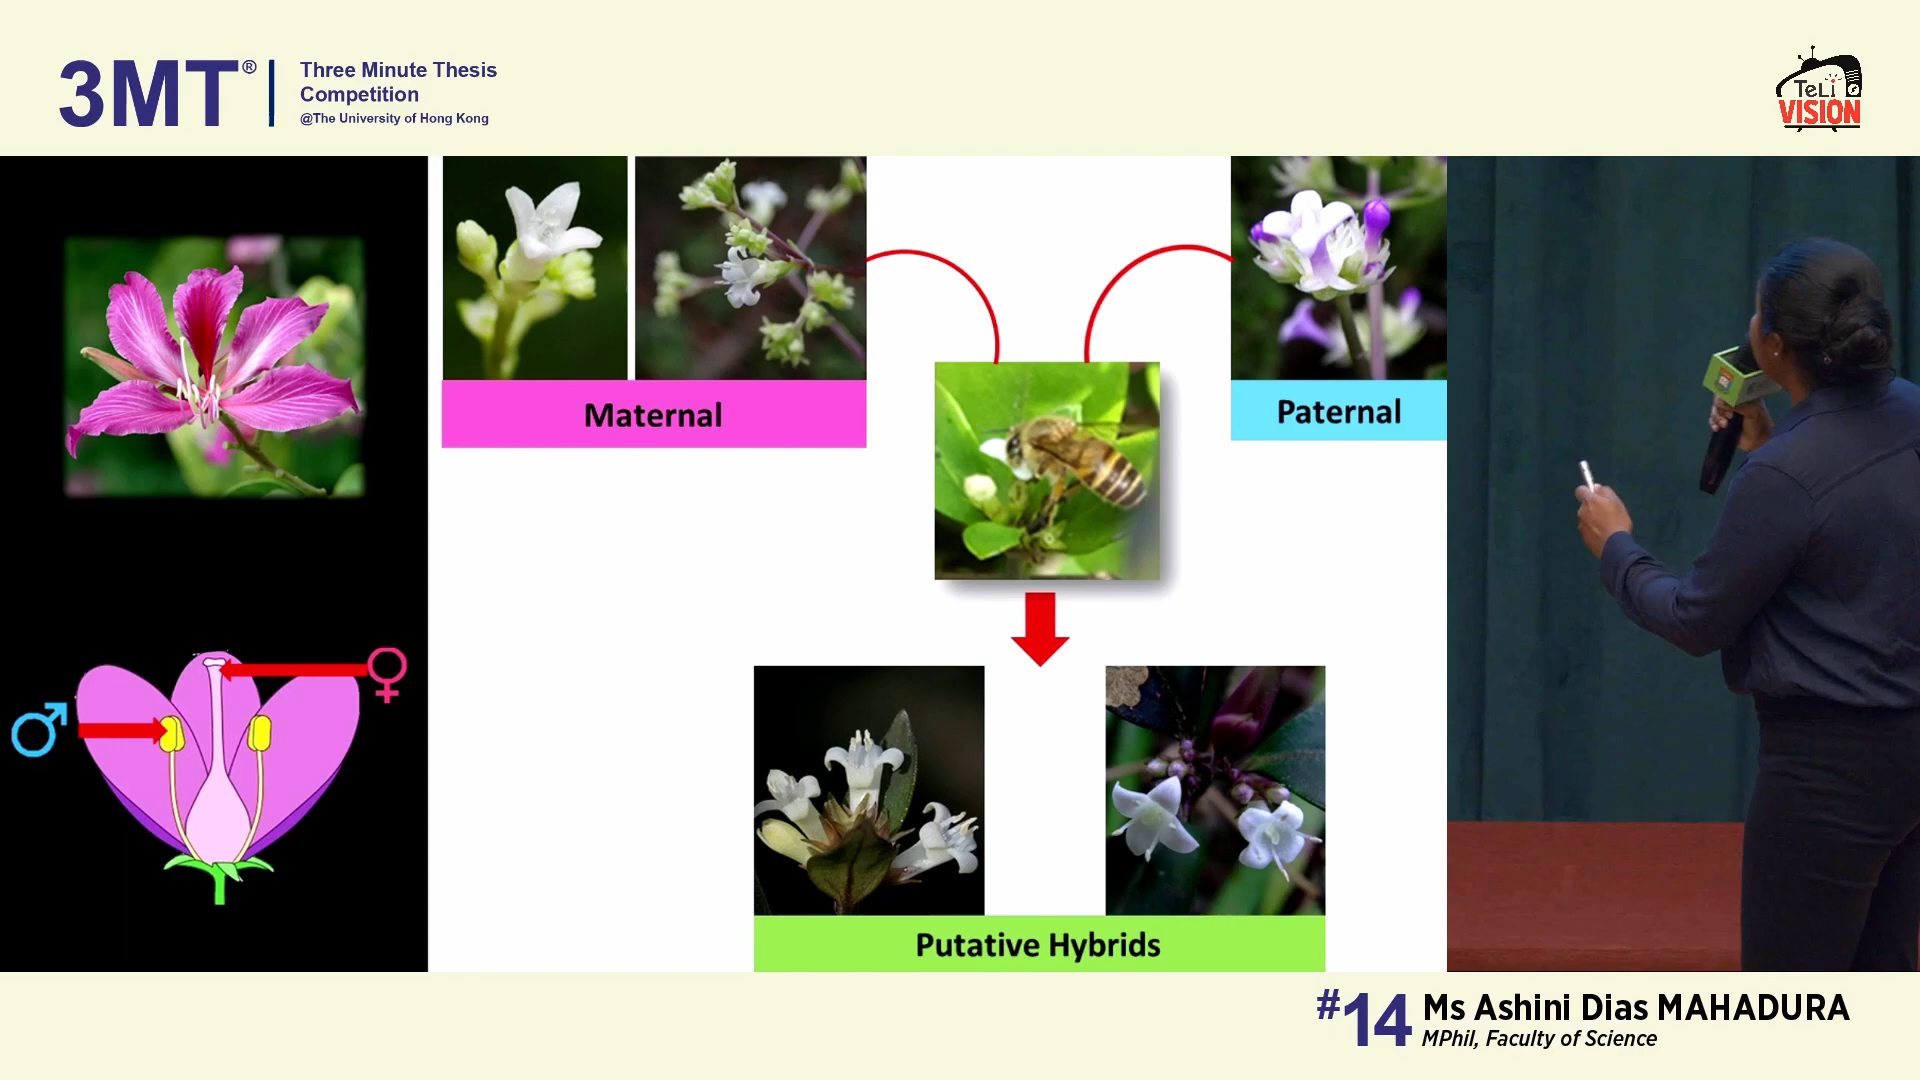 3MT®
Three Minute Thesis
Competition
@The University of Hong Kong
TeLi
VISION
Maternal
Paternal
Putative Hybrids
#14 Ms Ashini Dias MAHADURA
MPhil, Faculty of Science